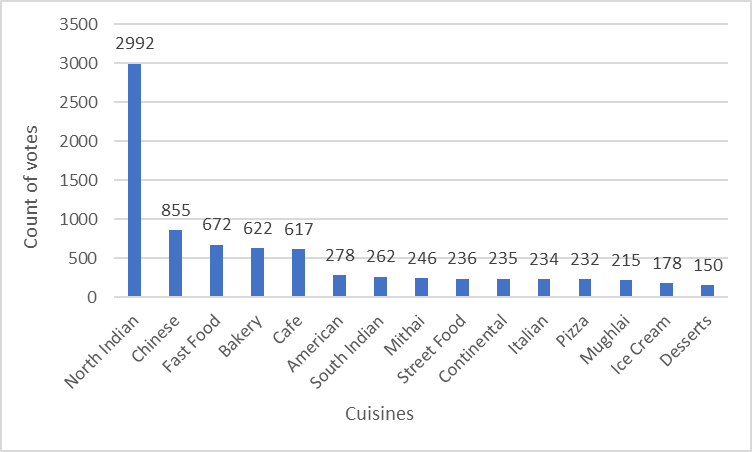 3500
3000
2500
2000
1500
1000
500
0
Count of votes
2992
855
672
622
617
278
262
246
236
235
234
232
215
178
150
North Indian
Chinese
Fast Food
Bakery
Cafe
American
South Indian
Mithai
Street Food
Continental
Italian
Pizza
Mughlai
Ice Cream
Desserts
Cuisines